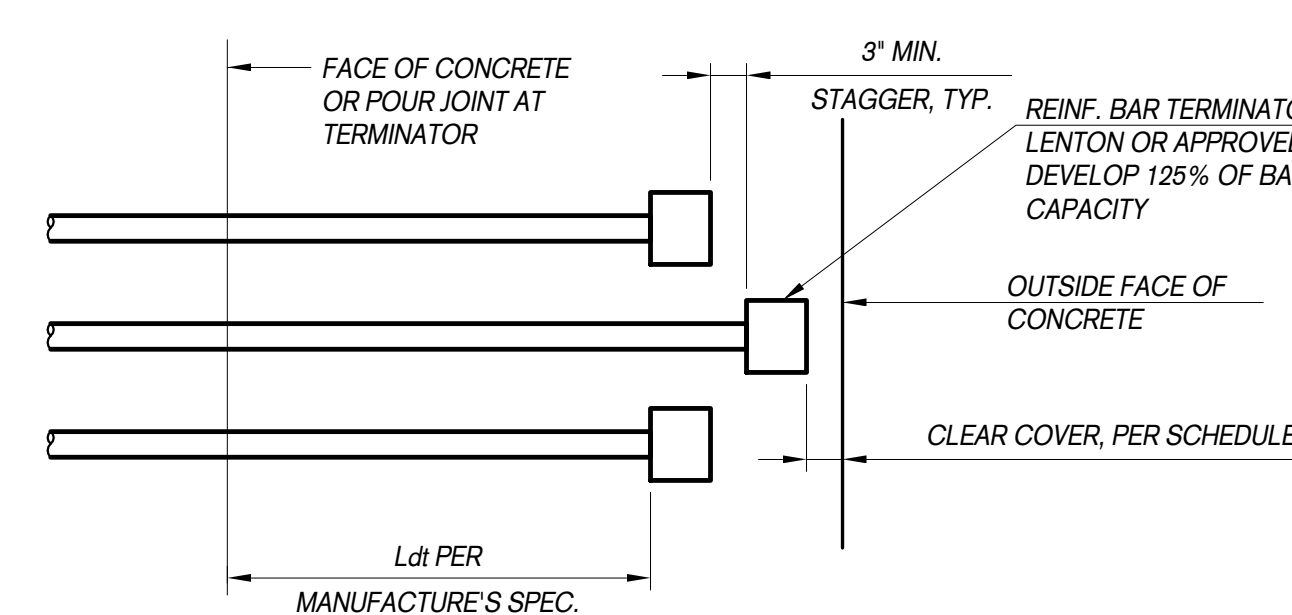 FACE OF CONCRETE
OR POUR JOINT AT
TERMINATOR
3" MIN.
STAGGER, TYP.
REINF. BAR TERMINATO
LENTON OR APPROVED
DEVELOP 125% OF BA
CAPACITY
OUTSIDE FACE OF
CONCRETE
CLEAR COVER, PER SCHEDULE
Ldt PER
MANUFACTURE'S SPEC.